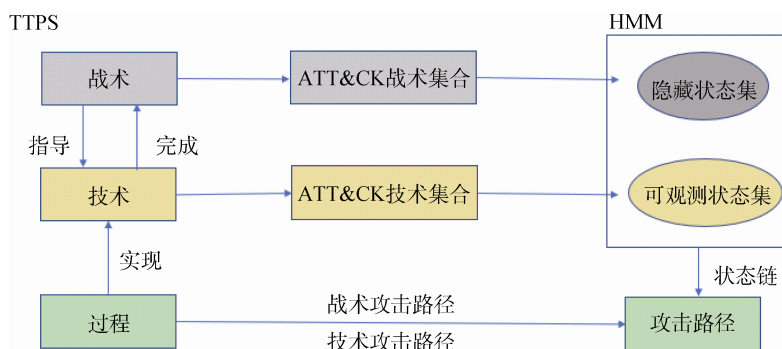 TTPS
HMM
战术
ATT&CK战术集合
隐藏状态集
指导
完成
技术
ATT&CK技术集合
可观测状态集
实现
状态链
过程
战术攻击路径
技术攻击路径
攻击路径